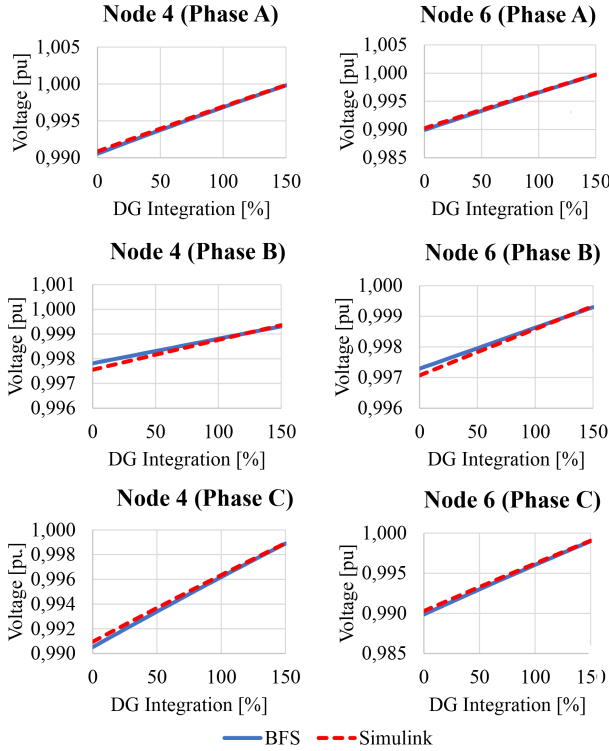 Node 4 (Phase A)
Voltage [pu]
1,005
1,000
0,995
0,990
0 50 100 150
DG Integration [%]
Node 6 (Phase A)
Voltage [pu]
1,005
1,000
0,995
0,990
0,985
0 50 100 150
DG Integration [%]
Node 4 (Phase B)
Voltage [pu]
1,001
1,000
0,999
0,998
0,997
0,996
0 50 100 150
DG Integration [%]
Node 6 (Phase B)
Voltage [pu]
1,000
0,999
0,998
0,997
0,996
0 50 100 150
DG Integration [%]
Node 4 (Phase C)
Voltage [pu]
1,000
0,998
0,996
0,994
0,992
0,990
0 50 100 150
DG Integration [%]
Node 6 (Phase C)
Voltage [pu]
1,000
0,995
0,990
0,985
0 50 100 150
DG Integration [%]
BFS Simulink